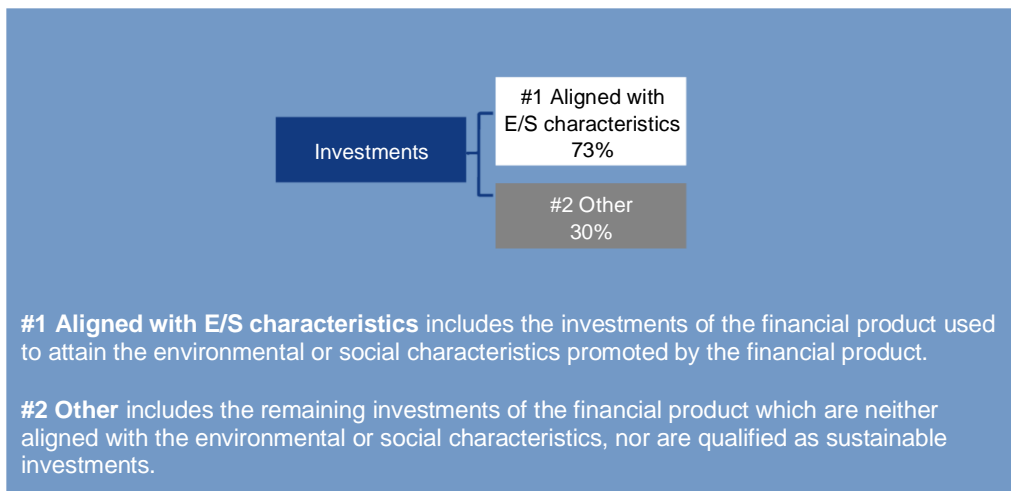 #1 Aligned with
E/S characteristics
73%
Investments
#2 Other
30%
#1 Aligned with E/S characteristics includes the investments of the financial product used
to attain the environmental or social characteristics promoted by the financial product.
#2 Other includes the remaining investments of the financial product which are neither
aligned with the environmental or social characteristics, nor are qualified as sustainable
investments.